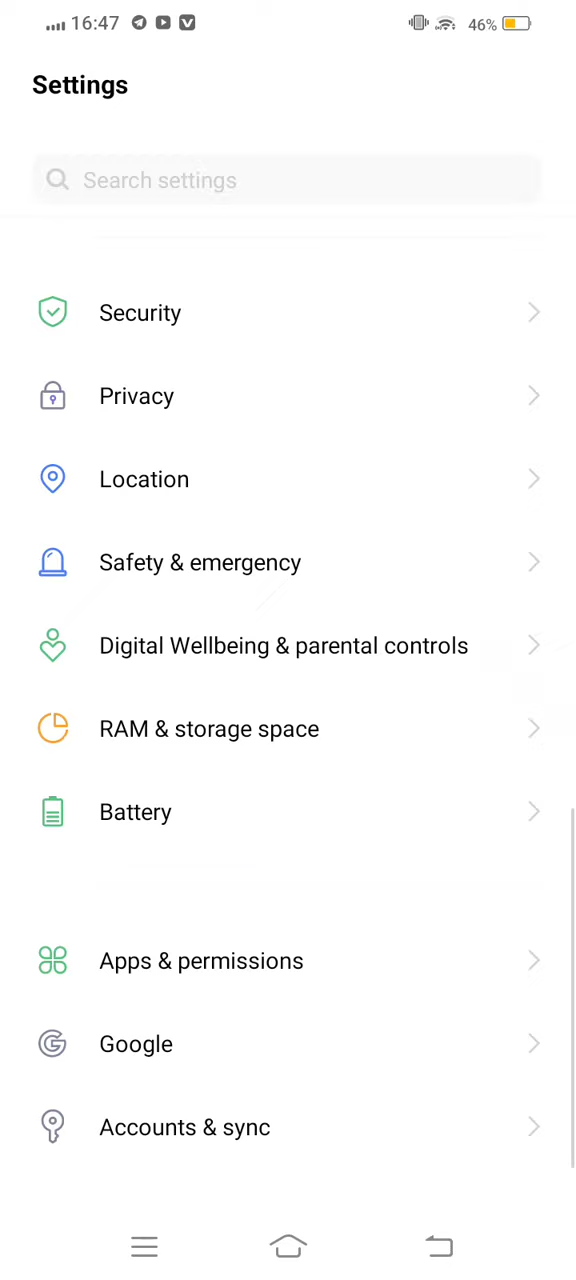 16:47 46%
Settings
Search settings
Security
Privacy
Location
Safety & emergency
Digital Wellbeing & parental controls
RAM & storage space
Battery
Apps & permissions
Google
Accounts & sync